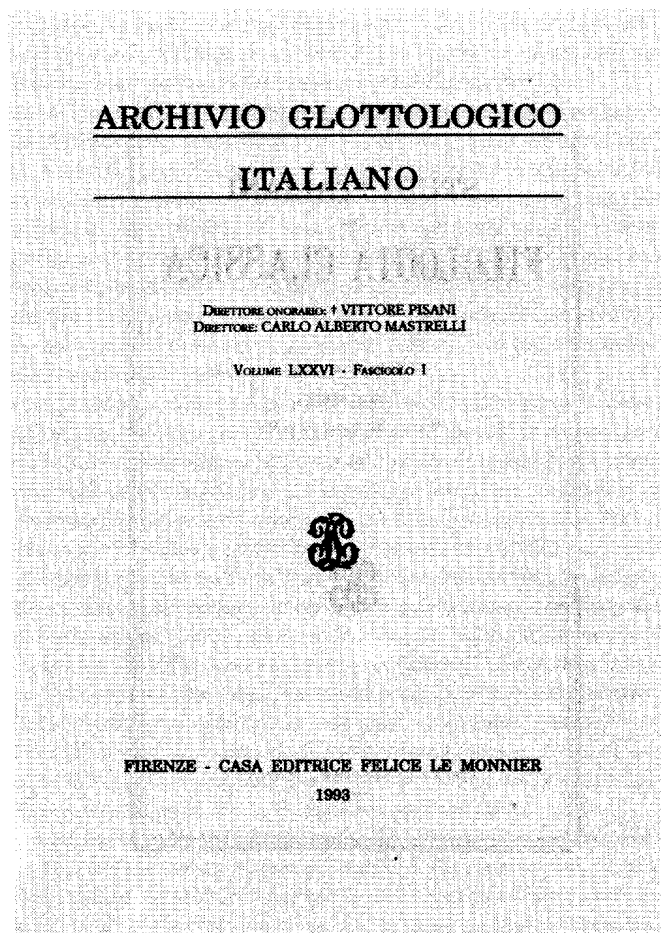 ARCHIVIO GLOTTOLOGICO
ITALIANO
DIRETTORE ONORARIO: † VITTORE PISANI
DIRETTORE: CARLO ALBERTO MASTRELLI
VOLUME LXXVI - FASCICOLO I
FIRENZE - CASA EDITRICE FELICE LE MONNIER
1993